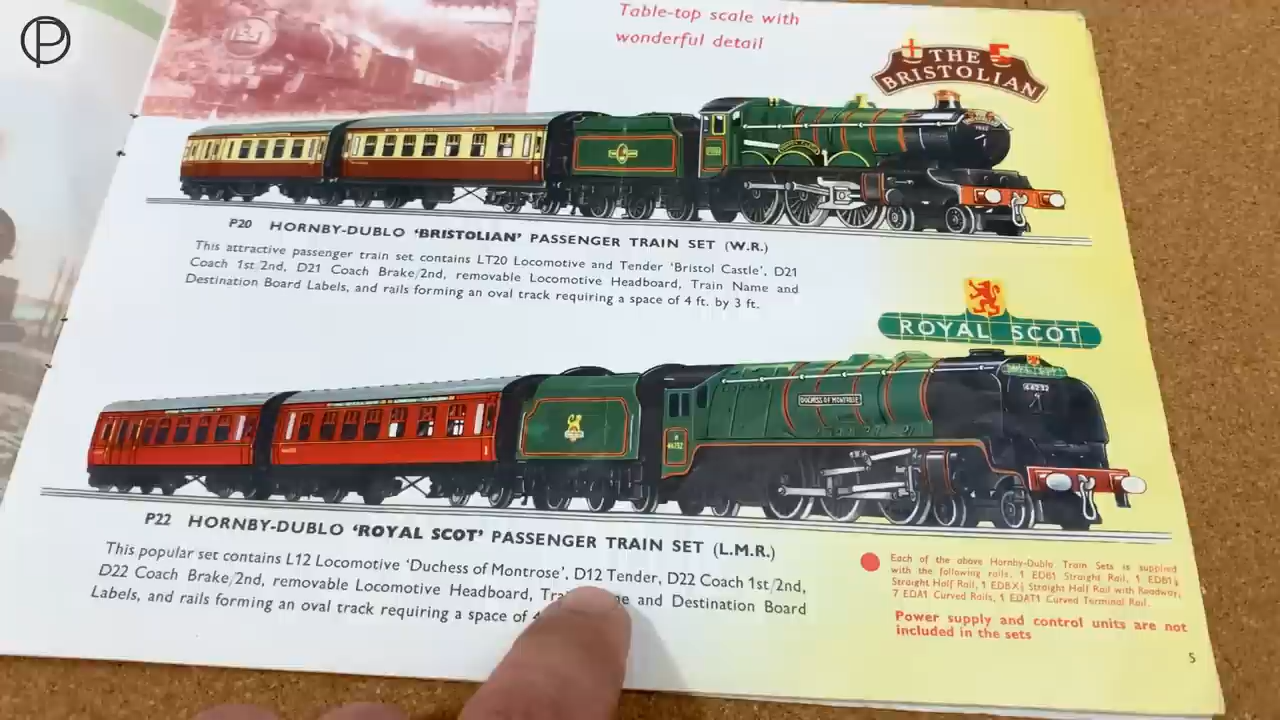 Table-top scale with
wonderful detail
THE
BRISTOLIAN
P20 HORNBY-DUBLO ‘BRISTOLIAN’ PASSENGER TRAIN SET (W.R.)
This attractive passenger train set contains LT20 Locomotive and Tender ‘Bristol Castle’, D21
Coach 1st/2nd, D21 Coach Brake/2nd, removable Locomotive Headboard, Train Name and
Destination Board Labels, and rails forming an oval track requiring a space of 4 ft. by 3 ft.
ROYAL SCOT
DUCHESS OF MONTROSE
46232
P22 HORNBY-DUBLO ‘ROYAL SCOT’ PASSENGER TRAIN SET (L.M.R.)
This popular set contains L12 Locomotive ‘Duchess of Montrose’, D12 Tender, D22 Coach 1st/2nd,
D22 Coach Brake/2nd, removable Locomotive Headboard, and Destination Board
Labels, and rails forming an oval track requiring a space of
Each of the above Hornby-Dublo Train Sets is supplied
with the following rails. 1 EDB1 Straight Rail, 1 EDB1½
Straight Half Rail, 1 EDBX½ Straight Half Rail with Roadway,
7 EDA1 Curved Rails, 1 EDAT1 Curved Terminal Rail.
Power supply and control units are not
included in the sets
5